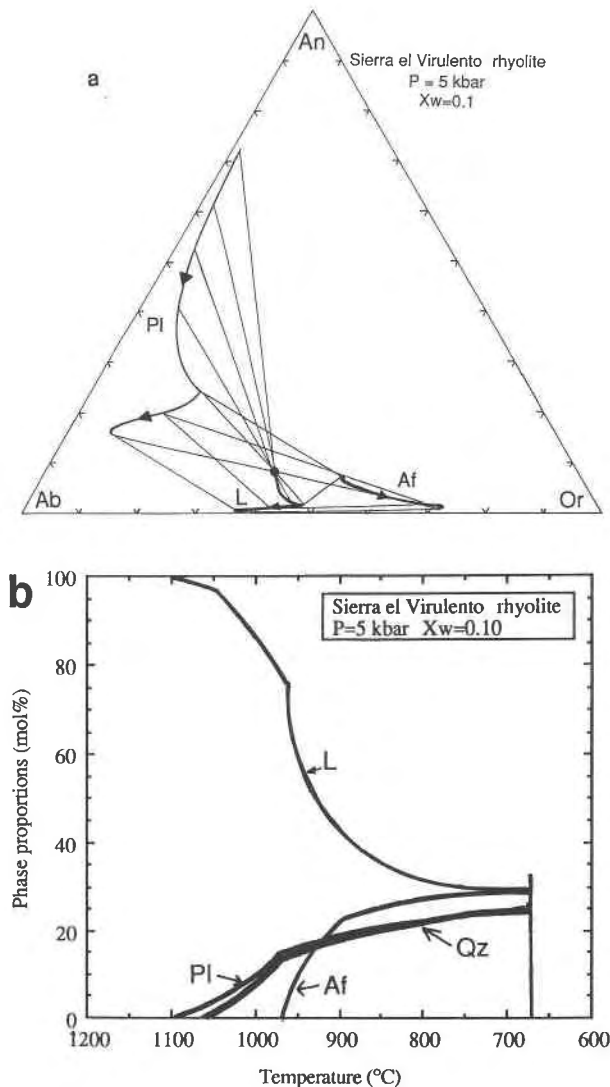 a
An
Sierra el Virulento rhyolite
P = 5 kbar
Xw=0.1
Pl
Af
L
Ab
Or
b
100
80
60
40
20
0
Phase proportions (mol%)
Sierra el Virulento rhyolite
P=5 kbar Xw=0.10
L
Pl
Af
Qz
1200
1100
1000
900
800
700
600
Temperature (°C)